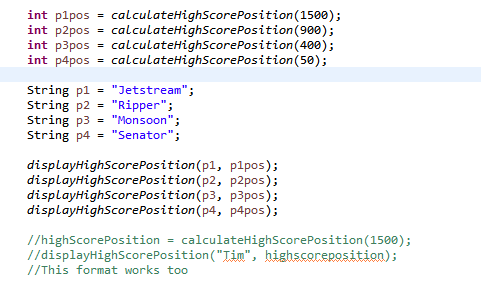 int p1pos = calculateHighScorePosition(1500);
int p2pos = calculateHighScorePosition(900);
int p3pos = calculateHighScorePosition(400);
int p4pos = calculateHighScorePosition(50);
String p1 = "Jetstream";
String p2 = "Ripper";
String p3 = "Monsoon";
String p4 = "Senator";
displayHighScorePosition(p1, p1pos);
displayHighScorePosition(p2, p2pos);
displayHighScorePosition(p3, p3pos);
displayHighScorePosition(p4, p4pos);
//highScorePosition = calculateHighScorePosition(1500);
//displayHighScorePosition("Tim", highscoreposition);
//This format works too